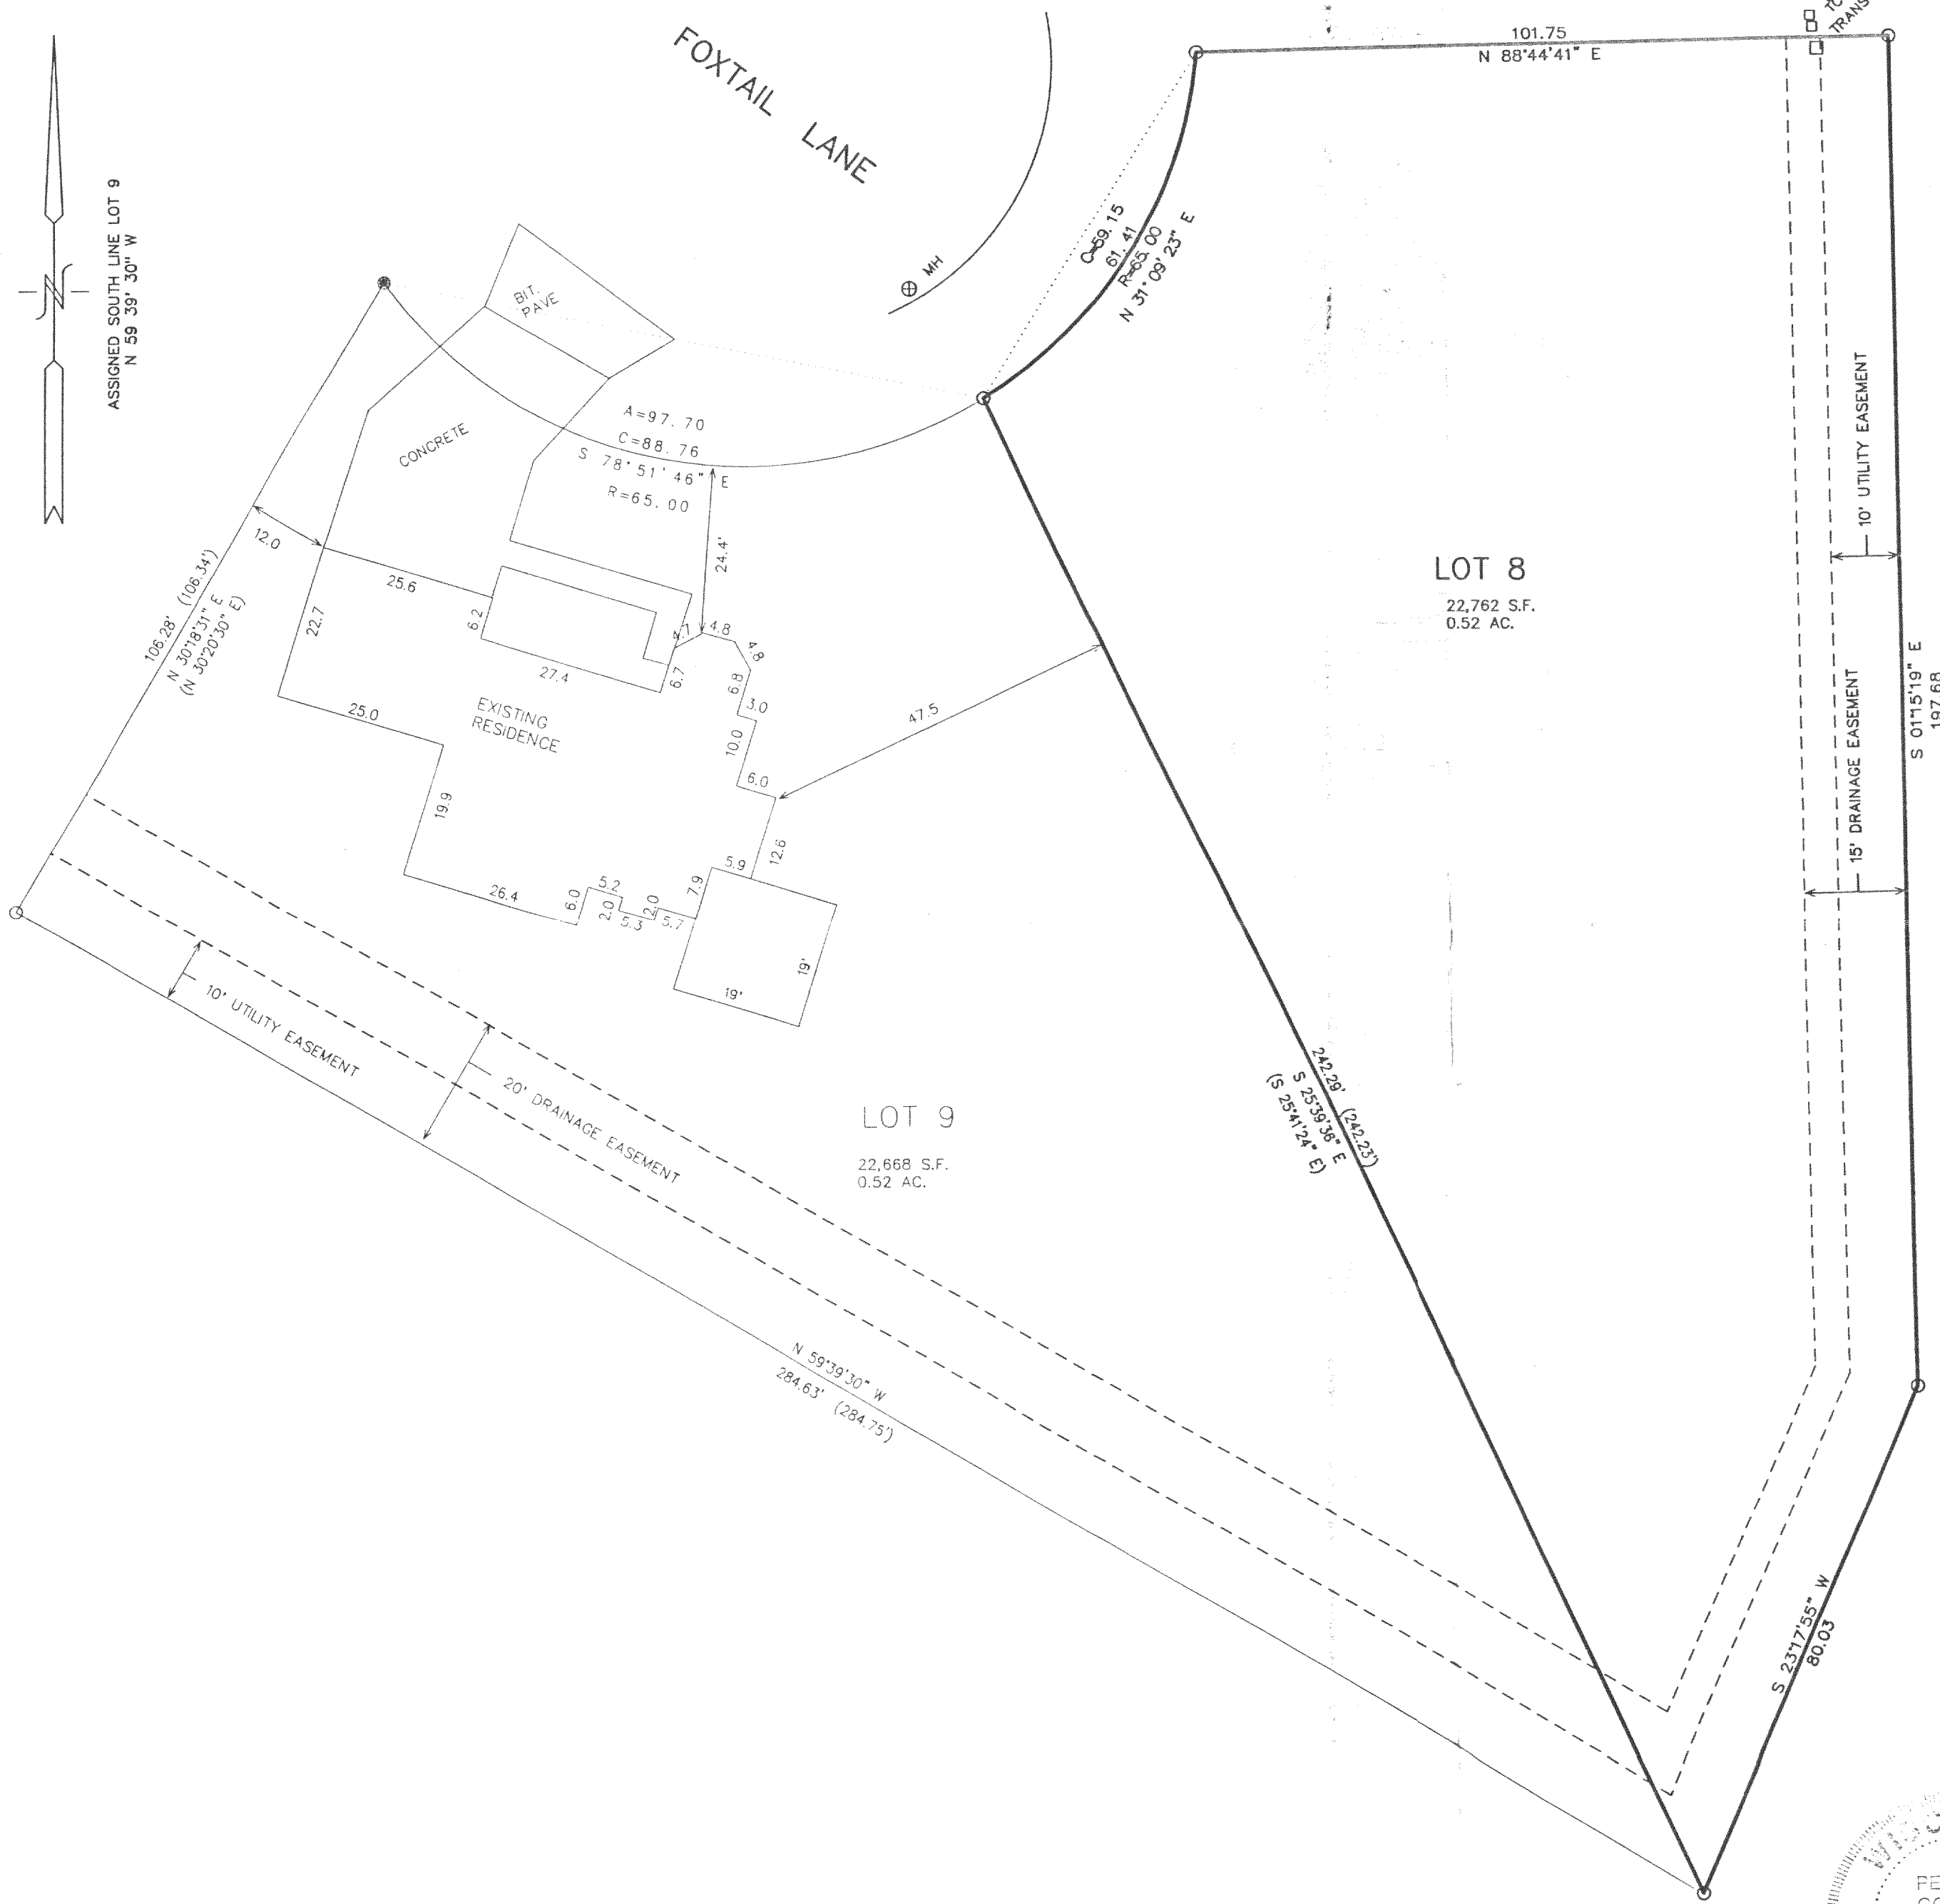 FOXTAIL LANE
ASSIGNED SOUTH LINE LOT 9
N 59 39' 30" W
TRANS
101.75
N 88°44'41" E
C=59.15
61.41
R=65.00
N 31°09'23" E
MH
BIT.
PAVE
CONCRETE
A=97.70
C=88.76
S 78°51'46" E
R=65.00
24.4'
12.0
25.6
22.7
6.2
27.4
4.7
4.8
4.8
6.7
6.8
3.0
10.0
6.0
47.5
106.28' (106.34')
N 30°18'31" E
(N 30°20'30" E)
25.0
EXISTING
RESIDENCE
19.9
12.6
5.9
7.9
26.4
6.0
5.2
2.0
5.3
2.0
5.7
19'
19'
LOT 8
22,762 S.F.
0.52 AC.
10' UTILITY EASEMENT
15' DRAINAGE EASEMENT
S 01°15'19" E
197.68
10' UTILITY EASEMENT
20' DRAINAGE EASEMENT
LOT 9
22,668 S.F.
0.52 AC.
242.29' (242.23')
S 25°39'36" E
(S 25°41'24" E)
N 59°39'30" W
284.63' (284.75')
S 23°17'55" W
80.03